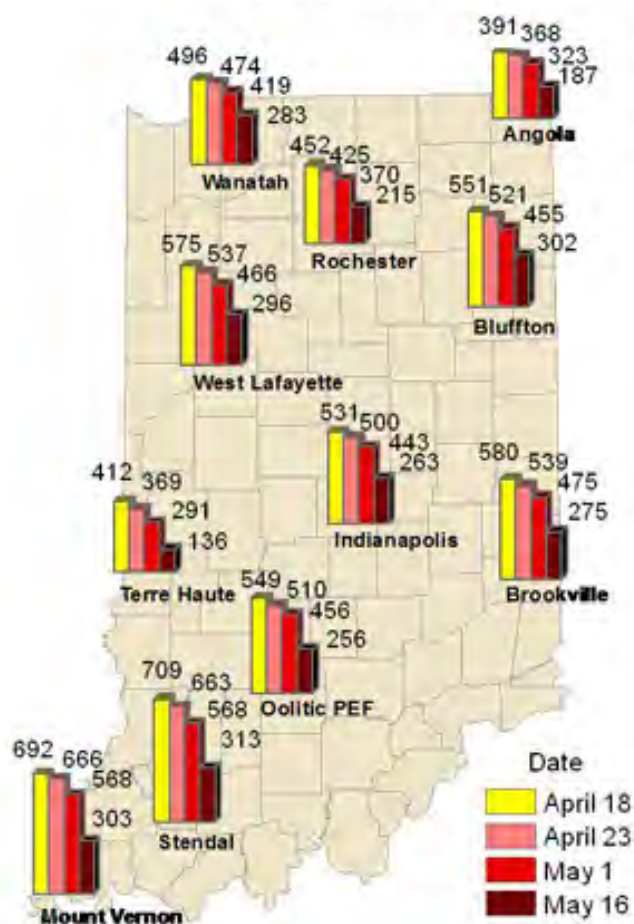 391
368
323
187
Angola
496
474
419
283
Wanatah
452
425
370
215
Rochester
551
521
455
302
Bluffton
575
537
466
296
West Lafayette
531
500
443
263
Indianapolis
580
539
475
275
Brookville
412
369
291
136
Terre Haute
549
510
456
256
Oolitic PEF
709
663
568
313
Stendal
692
666
568
303
Mount Vernon
Date
April 18
April 23
May 1
May 16